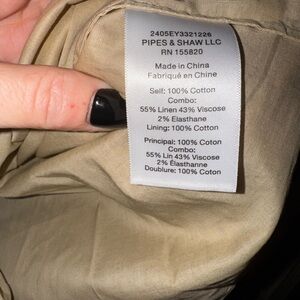 2405EY3321226
PIPES & SHAW LLC
RN 155820
Made in China
Fabriqué en Chine
Self: 100% Cotton
Combo:
55% Linen 43% Viscose
2% Elasthane
Lining: 100% Cotton
Principal: 100% Coton
Combo:
55% Lin 43% Viscose
2% Élasthanne
Doublure: 100% Coton